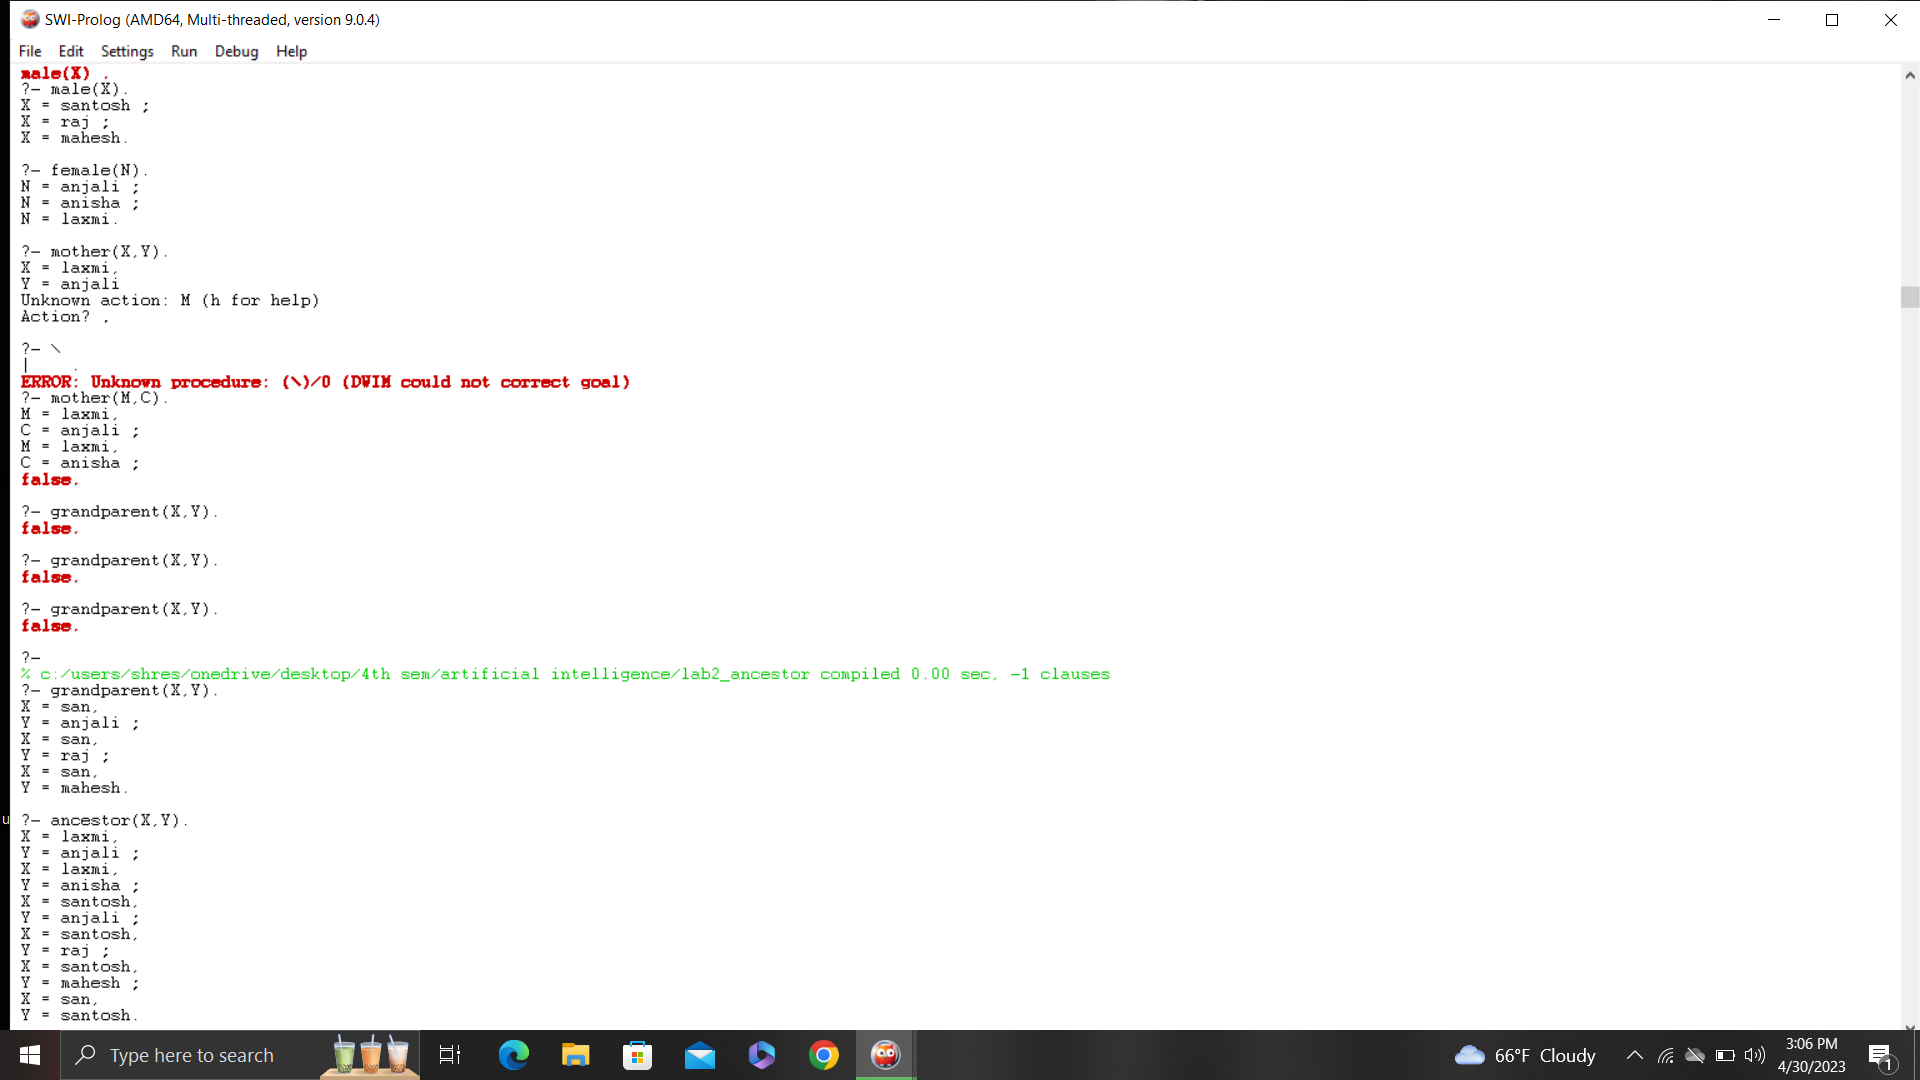 SWI-Prolog (AMD64, Multi-threaded, version 9.0.4)
File Edit Settings Run Debug Help
male(X) .
?- male(X).
X = santosh ;
X = raj ;
X = mahesh.
?- female(N).
N = anjali ;
N = anisha ;
N = laxmi.
?- mother(X,Y).
X = laxmi,
Y = anjali
Unknown action: M (h for help)
Action? .
?- \
| .
ERROR: Unknown procedure: (\)/0 (DWIM could not correct goal)
?- mother(M,C).
M = laxmi,
C = anjali ;
M = laxmi,
C = anisha ;
false.
?- grandparent(X,Y).
false.
?- grandparent(X,Y).
false.
?- grandparent(X,Y).
false.
?-
% c:/users/shres/onedrive/desktop/4th sem/artificial intelligence/lab2_ancestor compiled 0.00 sec, -1 clauses
?- grandparent(X,Y).
X = san,
Y = anjali ;
X = san,
Y = raj ;
X = san,
Y = mahesh.
u
?- ancestor(X,Y).
X = laxmi,
Y = anjali ;
X = laxmi,
Y = anisha ;
X = santosh,
Y = anjali ;
X = santosh,
Y = raj ;
X = santosh,
Y = mahesh ;
X = san,
Y = santosh.
Type here to search
66°F Cloudy
3:06 PM
4/30/2023
1